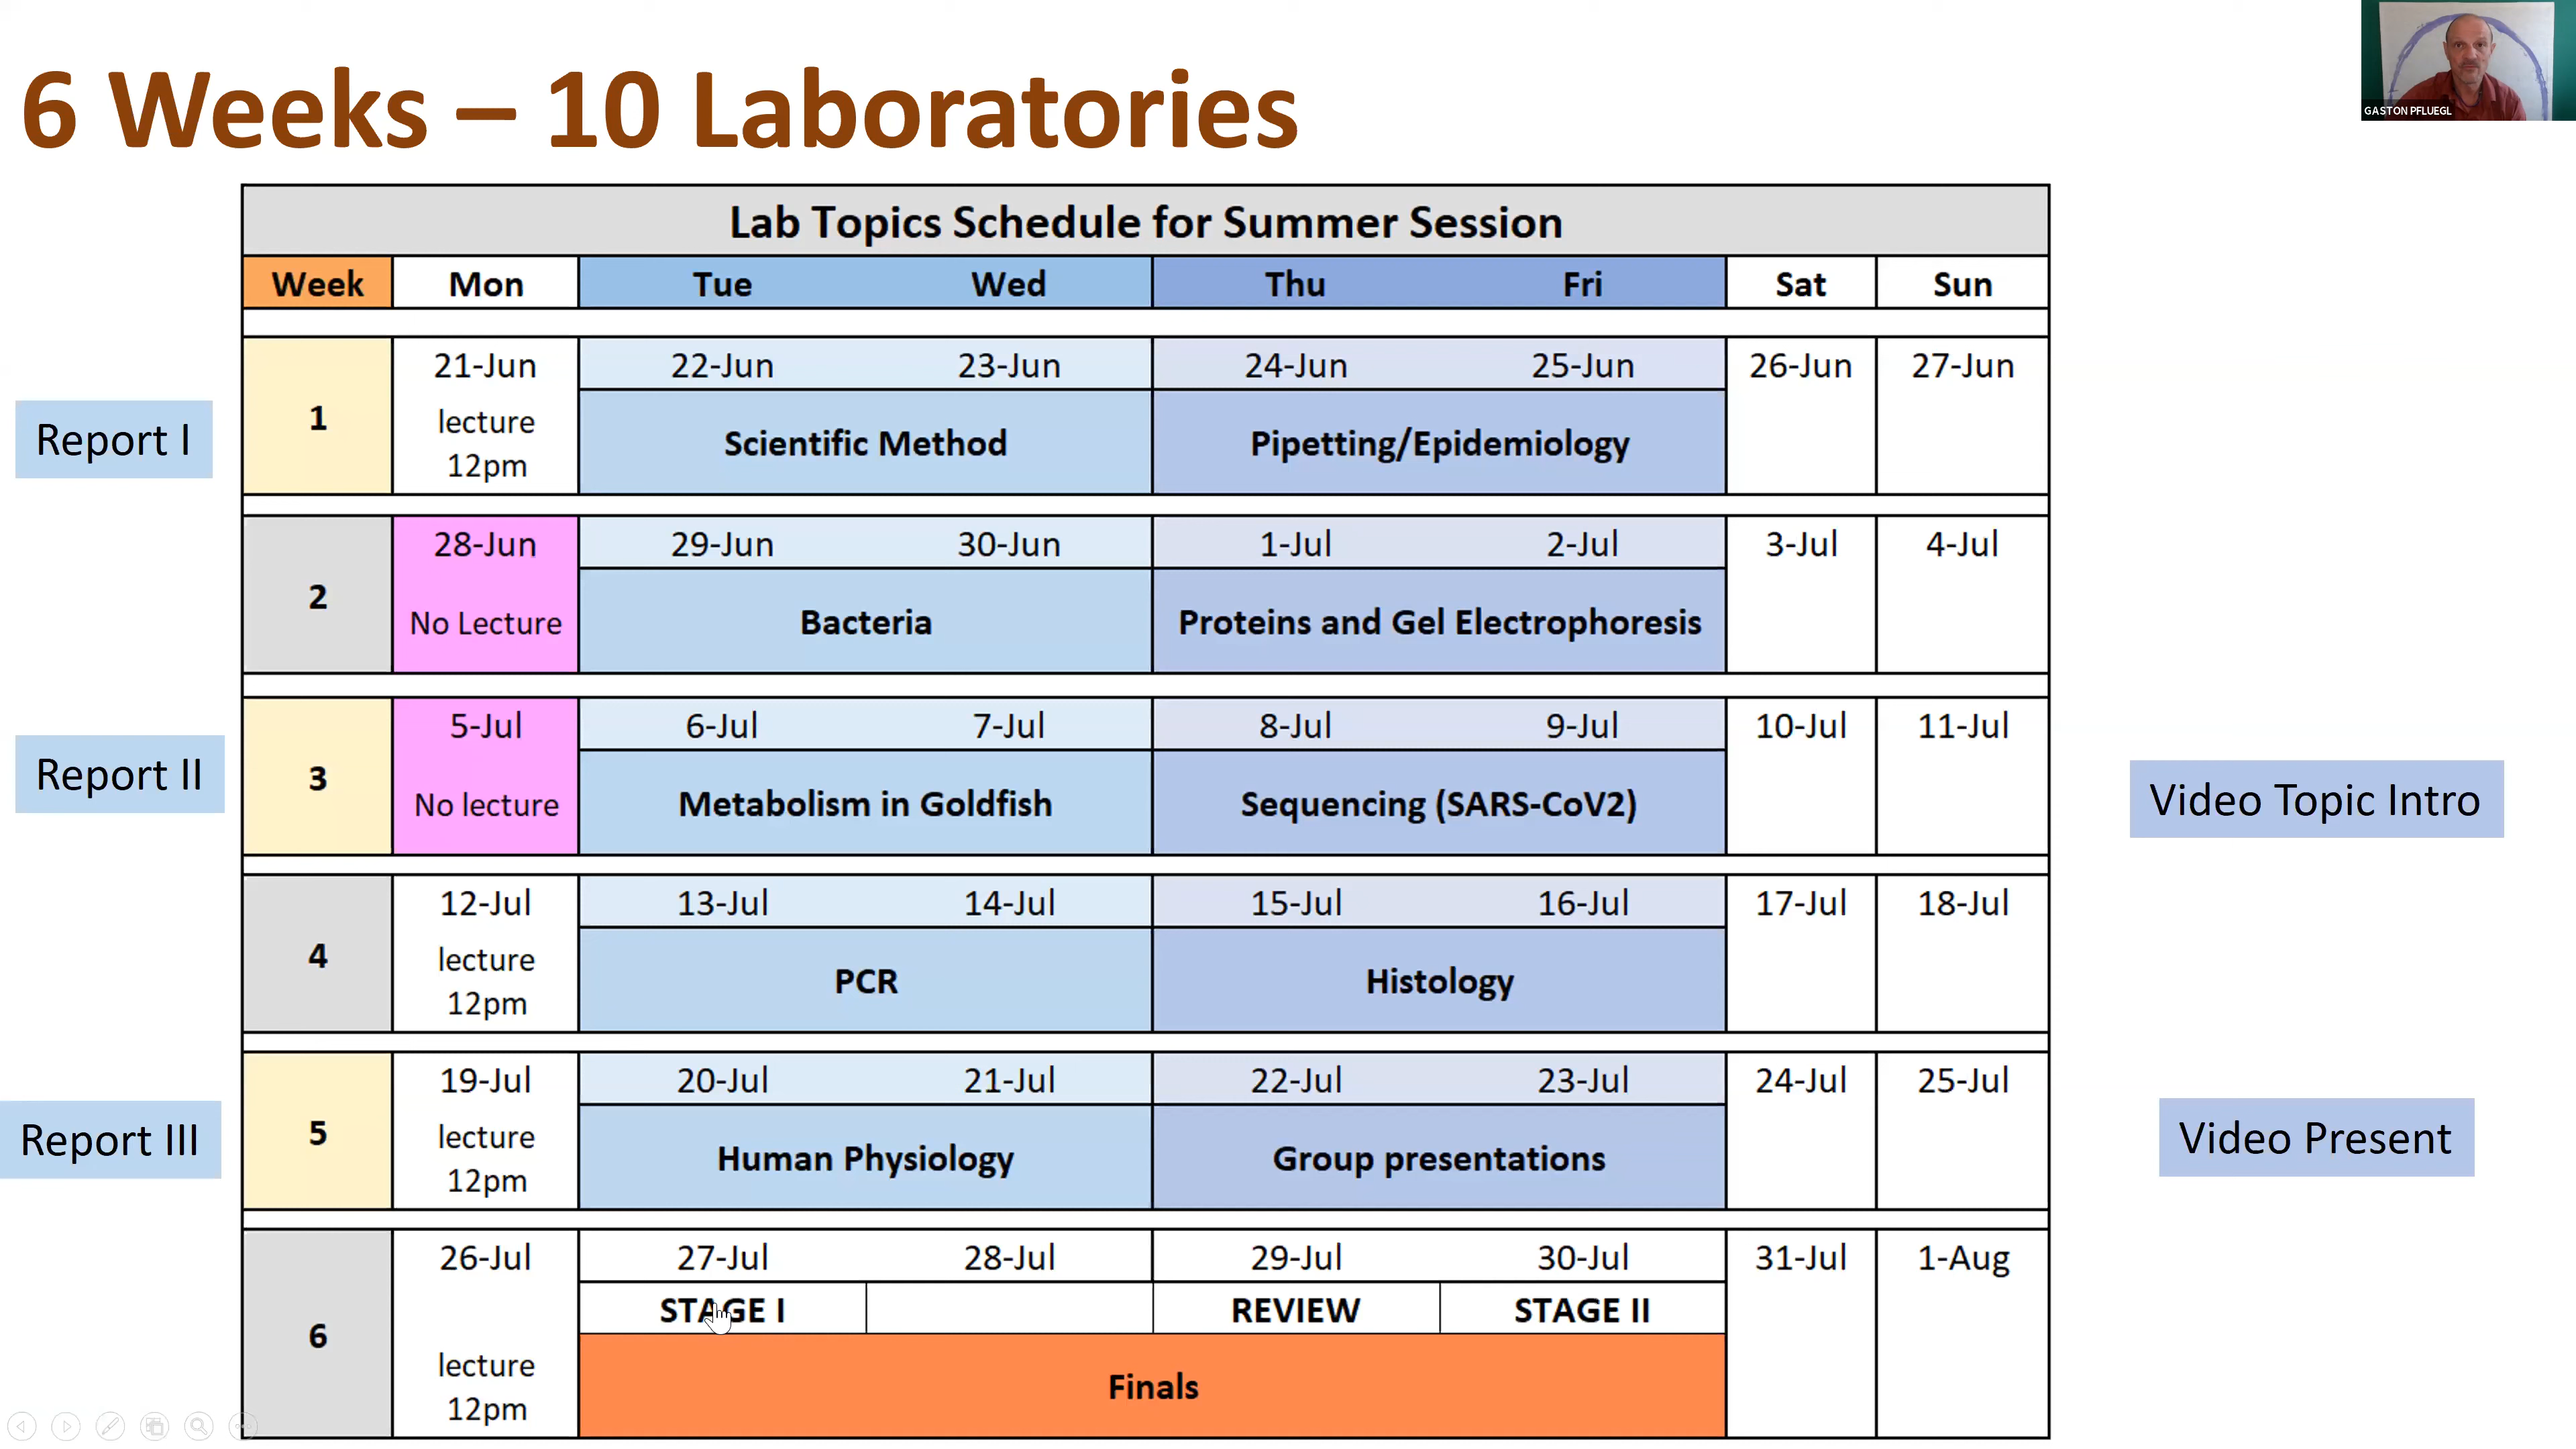 6 Weeks – 10 Laboratories
GASTON PFLUEGL
Lab Topics Schedule for Summer Session
Week Mon Tue Wed Thu Fri Sat Sun
21-Jun 22-Jun 23-Jun 24-Jun 25-Jun 26-Jun 27-Jun
Report I
1
lecture
12pm
Scientific Method
Pipetting/Epidemiology
28-Jun 29-Jun 30-Jun 1-Jul 2-Jul 3-Jul 4-Jul
2
No Lecture
Bacteria
Proteins and Gel Electrophoresis
5-Jul 6-Jul 7-Jul 8-Jul 9-Jul 10-Jul 11-Jul
Report II
3
No lecture
Metabolism in Goldfish
Sequencing (SARS-CoV2)
Video Topic Intro
12-Jul 13-Jul 14-Jul 15-Jul 16-Jul 17-Jul 18-Jul
4
lecture
12pm
PCR
Histology
19-Jul 20-Jul 21-Jul 22-Jul 23-Jul 24-Jul 25-Jul
Report III
5
lecture
12pm
Human Physiology
Group presentations
Video Present
26-Jul 27-Jul 28-Jul 29-Jul 30-Jul 31-Jul 1-Aug
STAGE I REVIEW STAGE II
6
lecture
12pm
Finals